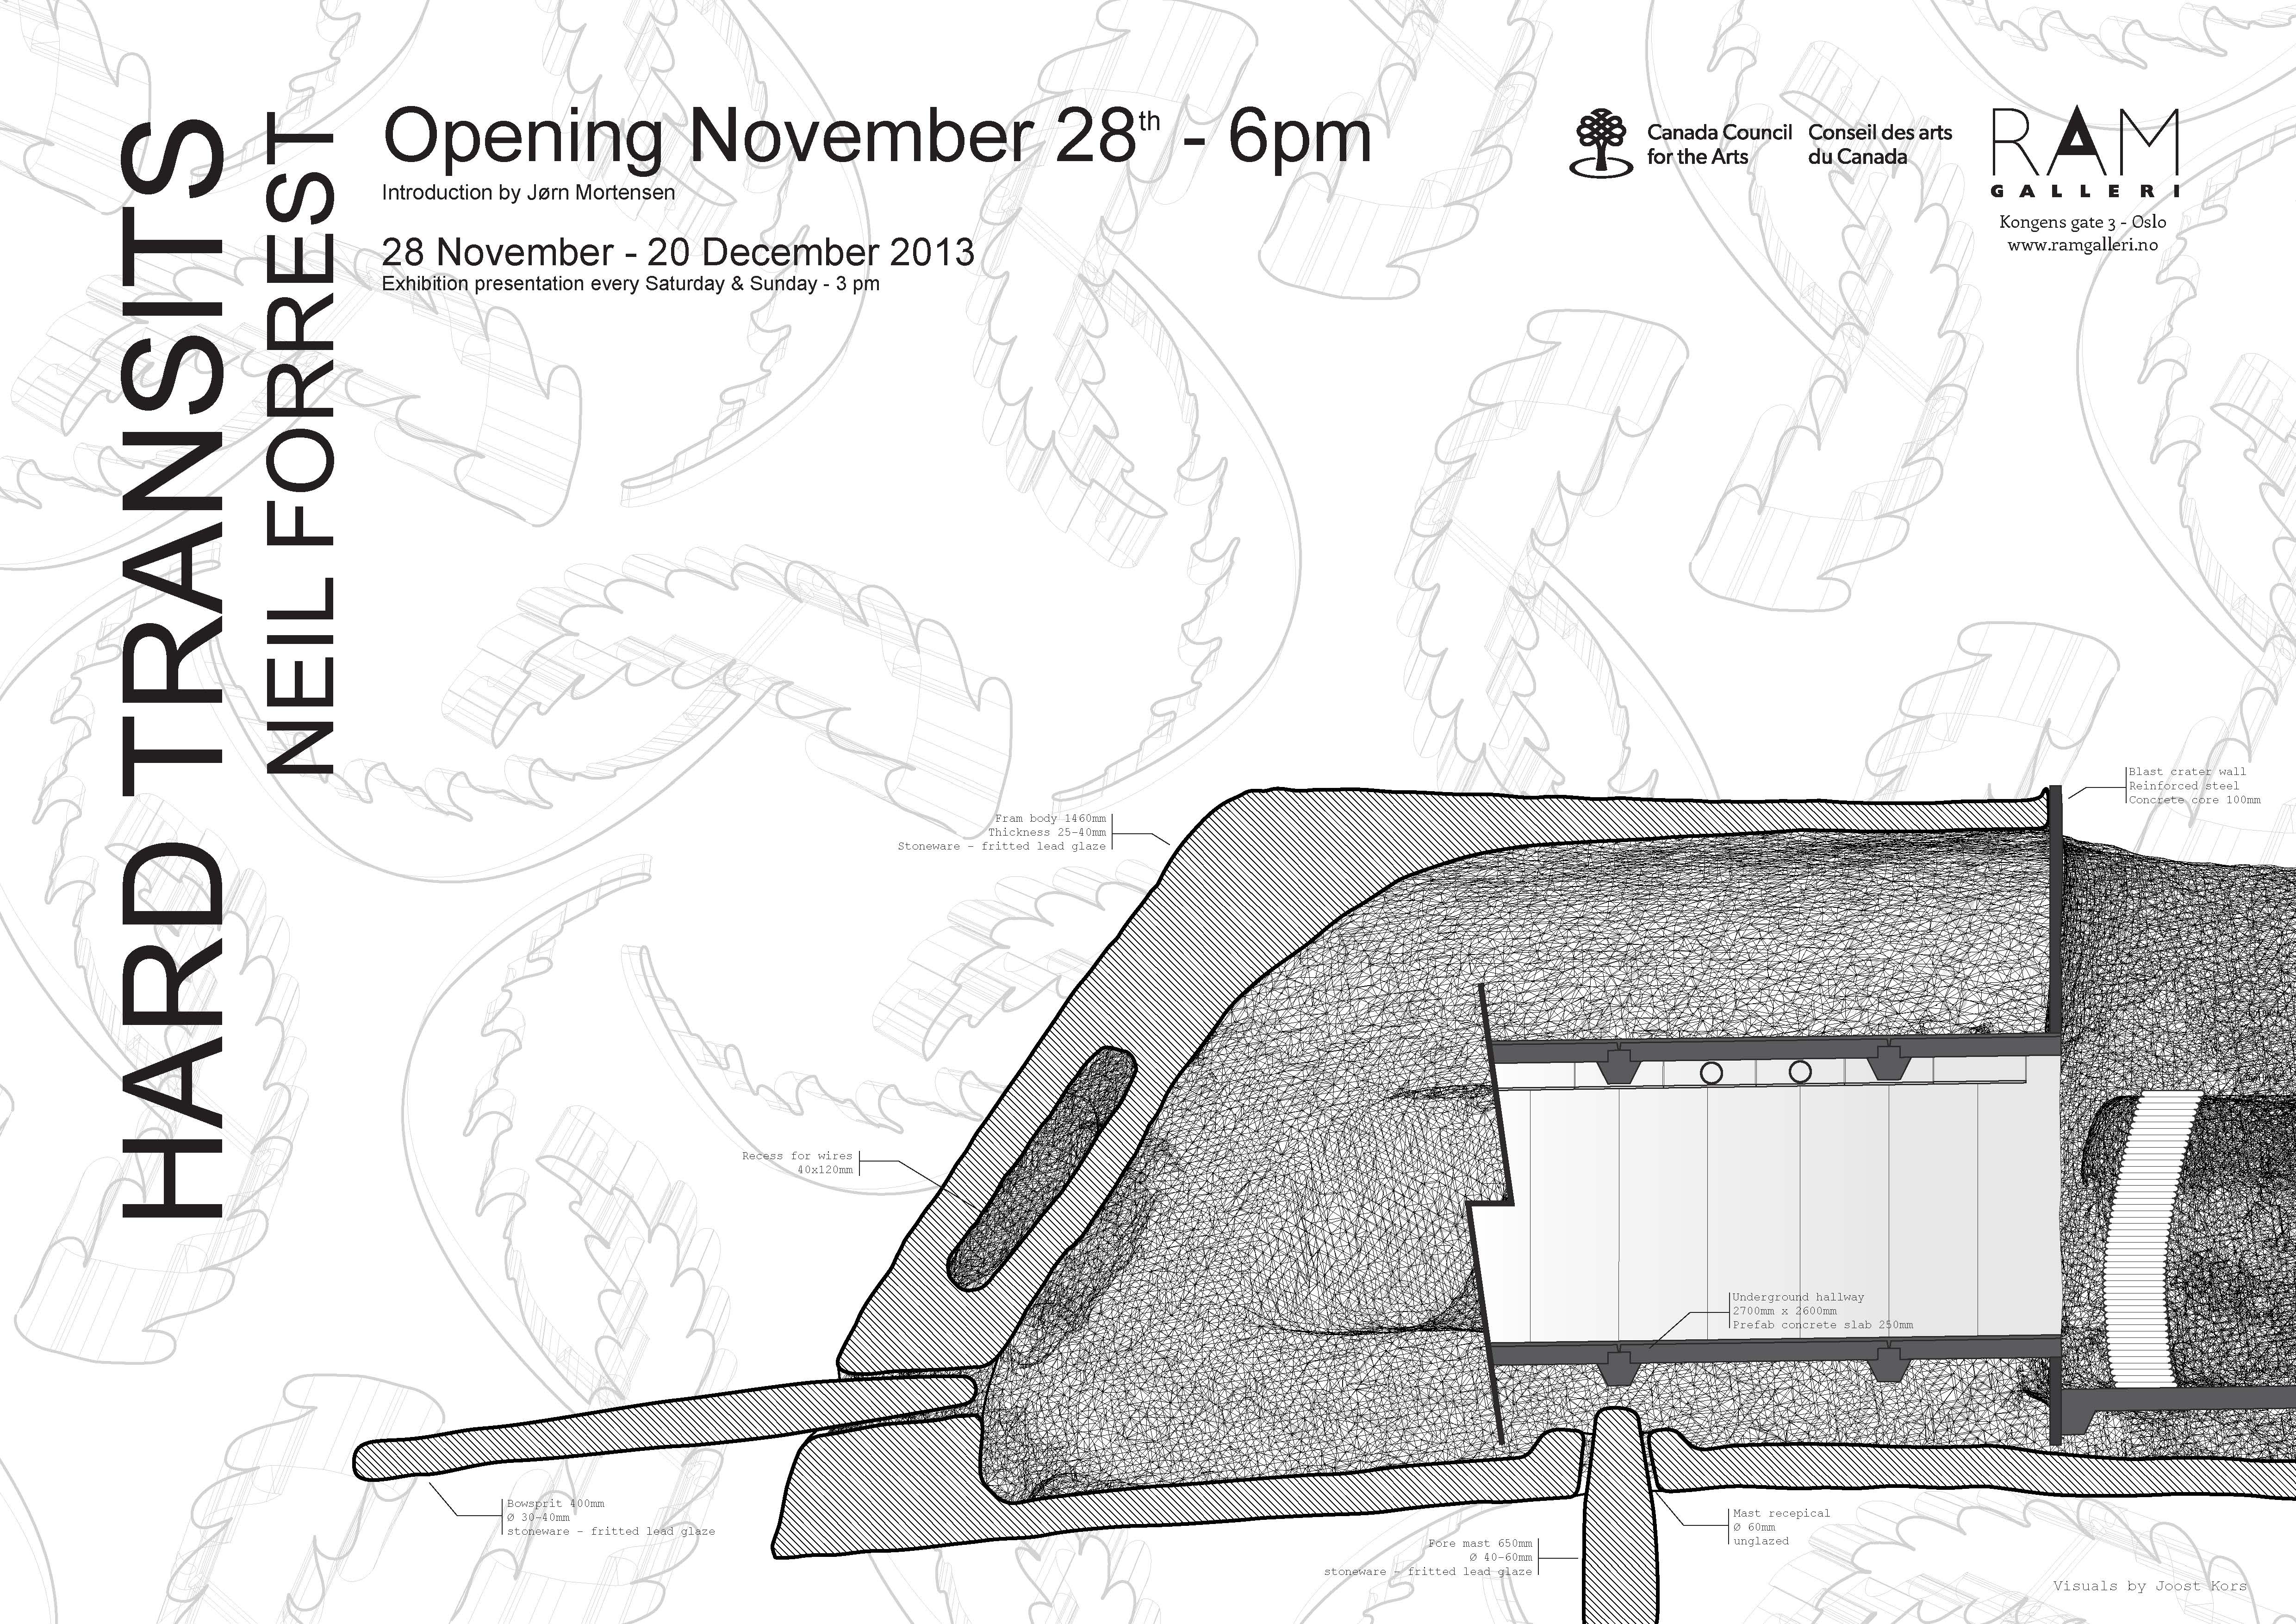 HARD TRANSITS
NEIL FORREST
Opening November 28th - 6pm
Introduction by Jørn Mortensen
28 November - 20 December 2013
Exhibition presentation every Saturday & Sunday - 3 pm
Canada Council for the Arts
Conseil des arts du Canada
RAM
GALLERI
Kongens gate 3 - Oslo
www.ramgalleri.no
Blast crater wall
Reinforced steel
Concrete core 100mm
Fram body 1460mm
Thickness 25-40mm
Stoneware - fritted lead glaze
Recess for wires
40x120mm
Underground hallway
2700mm x 2600mm
Prefab concrete slab 250mm
Bowsprit 400mm
Ø 30-40mm
stoneware - fritted lead glaze
Mast recepical
Ø 60mm
unglazed
Fore mast 650mm
Ø 40-60mm
stoneware - fritted lead glaze
Visuals by Joost Kors